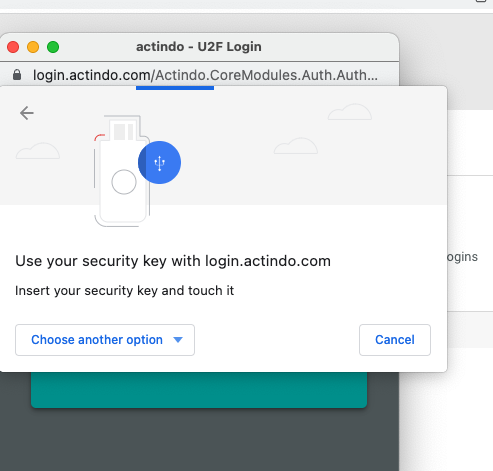 actindo - U2F Login
login.actindo.com/Actindo.CoreModules.Auth.Auth...
Use your security key with login.actindo.com
Insert your security key and touch it
ogins
Choose another option
Cancel